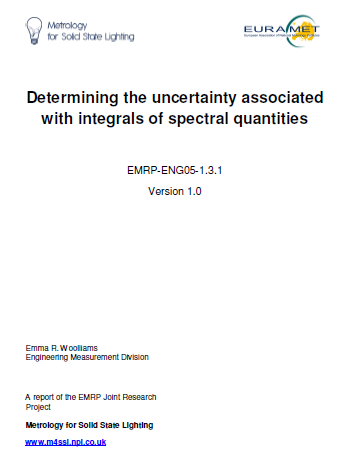 Metrology
for Solid State Lighting
EURAMET
Determining the uncertainty associated
with integrals of spectral quantities
EMRP-ENG05-1.3.1
Version 1.0
Emma R. Woolliams
Engineering Measurement Division
A report of the EMRP Joint Research
Project
Metrology for Solid State Lighting
www.m4ssl.npl.co.uk